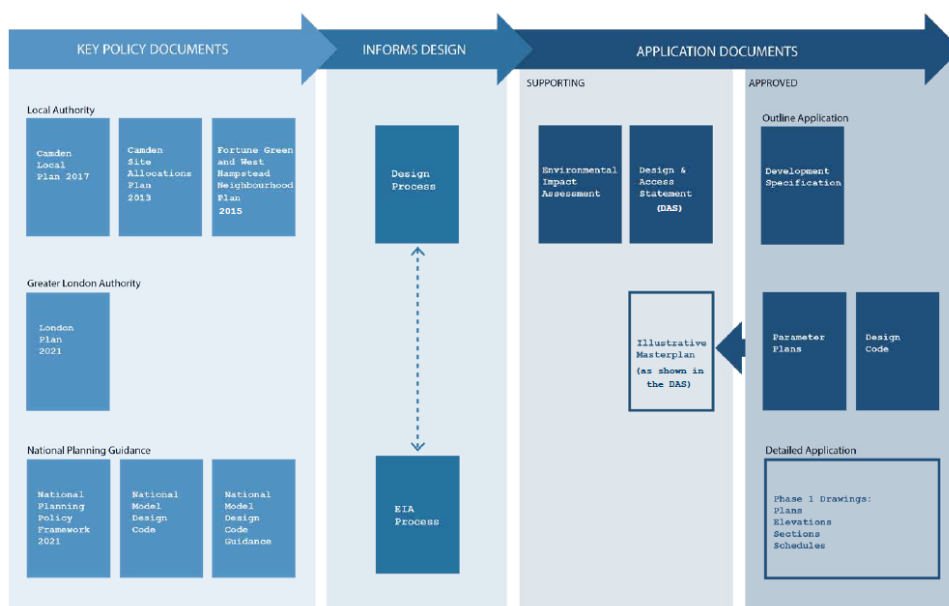 KEY POLICY DOCUMENTS
INFORMS DESIGN
APPLICATION DOCUMENTS
SUPPORTING
APPROVED
Local Authority
Camden
Local
Plan 2017
Camden
Site
Allocations
Plan
2013
Fortune Green
and West
Hampstead
Neighbourhood
Plan
2015
Design
Process
Environmental
Impact
Assessment
Design &
Access
Statement
(DAS)
Outline Application
Development
Specification
Greater London Authority
London
Plan
2021
Illustrative
Masterplan
(as shown in
the DAS)
Parameter
Plans
Design
Code
National Planning Guidance
National
Planning
Policy
Framework
2021
National
Model
Design
Code
National
Model
Design
Code
Guidance
EIA
Process
Detailed Application
Phase 1 Drawings:
Plans
Elevations
Sections
Schedules